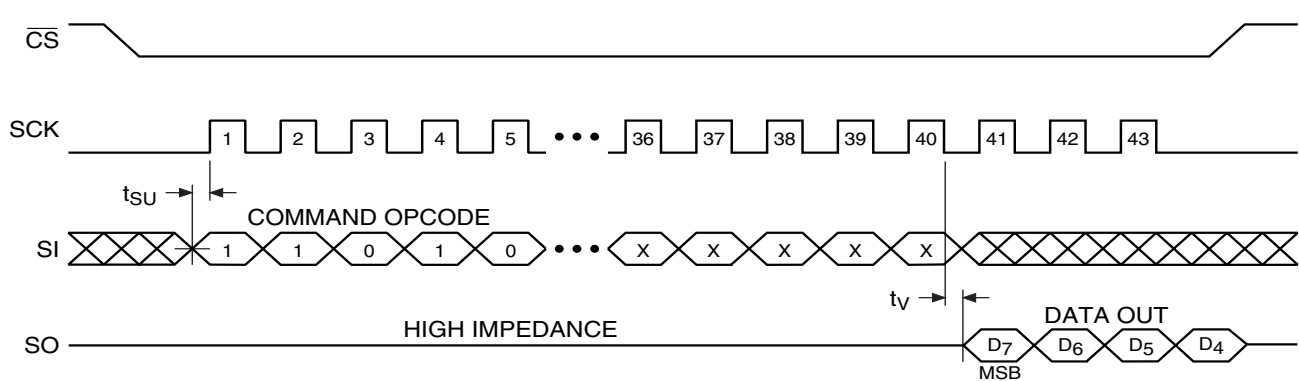 CS
SCK 1 2 3 4 5 ••• 36 37 38 39 40 41 42 43
tSU
COMMAND OPCODE
SI 1 1 0 1 0 ••• X X X X X
tV
HIGH IMPEDANCE
DATA OUT
SO D7 D6 D5 D4
MSB